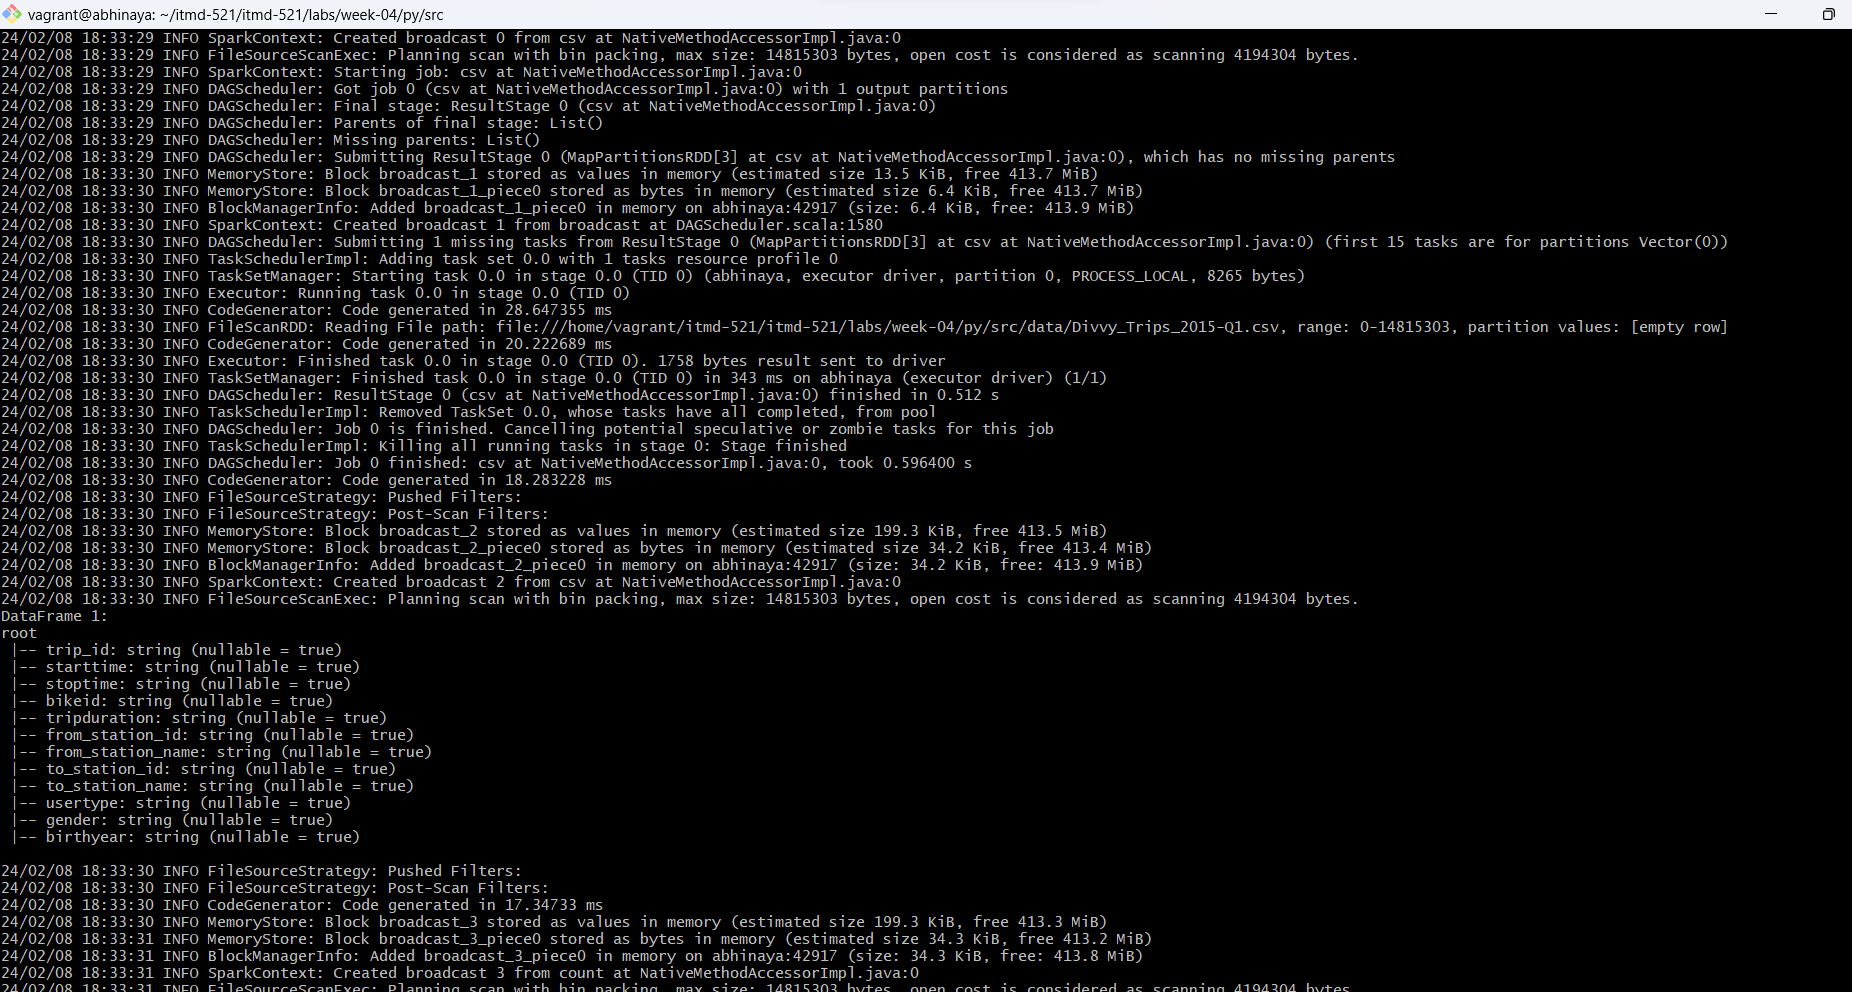 vagrant@abhinaya: ~/itmd-521/itmd-521/labs/week-04/py/src
24/02/08 18:33:29 INFO SparkContext: Created broadcast 0 from csv at NativeMethodAccessorImpl.java:0
24/02/08 18:33:29 INFO FileSourceScanExec: Planning scan with bin packing, max size: 14815303 bytes, open cost is considered as scanning 4194304 bytes.
24/02/08 18:33:29 INFO SparkContext: Starting job: csv at NativeMethodAccessorImpl.java:0
24/02/08 18:33:29 INFO DAGScheduler: Got job 0 (csv at NativeMethodAccessorImpl.java:0) with 1 output partitions
24/02/08 18:33:29 INFO DAGScheduler: Final stage: ResultStage 0 (csv at NativeMethodAccessorImpl.java:0)
24/02/08 18:33:29 INFO DAGScheduler: Parents of final stage: List()
24/02/08 18:33:29 INFO DAGScheduler: Missing parents: List()
24/02/08 18:33:29 INFO DAGScheduler: Submitting ResultStage 0 (MapPartitionsRDD[3] at csv at NativeMethodAccessorImpl.java:0), which has no missing parents
24/02/08 18:33:30 INFO MemoryStore: Block broadcast_1 stored as values in memory (estimated size 13.5 KiB, free 413.7 MiB)
24/02/08 18:33:30 INFO MemoryStore: Block broadcast_1_piece0 stored as bytes in memory (estimated size 6.4 KiB, free 413.7 MiB)
24/02/08 18:33:30 INFO BlockManagerInfo: Added broadcast_1_piece0 in memory on abhinaya:42917 (size: 6.4 KiB, free: 413.9 MiB)
24/02/08 18:33:30 INFO SparkContext: Created broadcast 1 from broadcast at DAGScheduler.scala:1580
24/02/08 18:33:30 INFO DAGScheduler: Submitting 1 missing tasks from ResultStage 0 (MapPartitionsRDD[3] at csv at NativeMethodAccessorImpl.java:0) (first 15 tasks are for partitions Vector(0))
24/02/08 18:33:30 INFO TaskSchedulerImpl: Adding task set 0.0 with 1 tasks resource profile 0
24/02/08 18:33:30 INFO TaskSetManager: Starting task 0.0 in stage 0.0 (TID 0) (abhinaya, executor driver, partition 0, PROCESS_LOCAL, 8265 bytes)
24/02/08 18:33:30 INFO Executor: Running task 0.0 in stage 0.0 (TID 0)
24/02/08 18:33:30 INFO CodeGenerator: Code generated in 28.647355 ms
24/02/08 18:33:30 INFO FileScanRDD: Reading File path: file:///home/vagrant/itmd-521/itmd-521/labs/week-04/py/src/data/Divvy_Trips_2015-Q1.csv, range: 0-14815303, partition values: [empty row]
24/02/08 18:33:30 INFO CodeGenerator: Code generated in 20.222689 ms
24/02/08 18:33:30 INFO Executor: Finished task 0.0 in stage 0.0 (TID 0). 1758 bytes result sent to driver
24/02/08 18:33:30 INFO TaskSetManager: Finished task 0.0 in stage 0.0 (TID 0) in 343 ms on abhinaya (executor driver) (1/1)
24/02/08 18:33:30 INFO DAGScheduler: ResultStage 0 (csv at NativeMethodAccessorImpl.java:0) finished in 0.512 s
24/02/08 18:33:30 INFO TaskSchedulerImpl: Removed TaskSet 0.0, whose tasks have all completed, from pool
24/02/08 18:33:30 INFO DAGScheduler: Job 0 is finished. Cancelling potential speculative or zombie tasks for this job
24/02/08 18:33:30 INFO TaskSchedulerImpl: Killing all running tasks in stage 0: Stage finished
24/02/08 18:33:30 INFO DAGScheduler: Job 0 finished: csv at NativeMethodAccessorImpl.java:0, took 0.596400 s
24/02/08 18:33:30 INFO CodeGenerator: Code generated in 18.283228 ms
24/02/08 18:33:30 INFO FileSourceStrategy: Pushed Filters:
24/02/08 18:33:30 INFO FileSourceStrategy: Post-Scan Filters:
24/02/08 18:33:30 INFO MemoryStore: Block broadcast_2 stored as values in memory (estimated size 199.3 KiB, free 413.5 MiB)
24/02/08 18:33:30 INFO MemoryStore: Block broadcast_2_piece0 stored as bytes in memory (estimated size 34.2 KiB, free 413.4 MiB)
24/02/08 18:33:30 INFO BlockManagerInfo: Added broadcast_2_piece0 in memory on abhinaya:42917 (size: 34.2 KiB, free: 413.9 MiB)
24/02/08 18:33:30 INFO SparkContext: Created broadcast 2 from csv at NativeMethodAccessorImpl.java:0
24/02/08 18:33:30 INFO FileSourceScanExec: Planning scan with bin packing, max size: 14815303 bytes, open cost is considered as scanning 4194304 bytes.
DataFrame 1:
root
 |-- trip_id: string (nullable = true)
 |-- starttime: string (nullable = true)
 |-- stoptime: string (nullable = true)
 |-- bikeid: string (nullable = true)
 |-- tripduration: string (nullable = true)
 |-- from_station_id: string (nullable = true)
 |-- from_station_name: string (nullable = true)
 |-- to_station_id: string (nullable = true)
 |-- to_station_name: string (nullable = true)
 |-- usertype: string (nullable = true)
 |-- gender: string (nullable = true)
 |-- birthyear: string (nullable = true)
24/02/08 18:33:30 INFO FileSourceStrategy: Pushed Filters:
24/02/08 18:33:30 INFO FileSourceStrategy: Post-Scan Filters:
24/02/08 18:33:30 INFO CodeGenerator: Code generated in 17.34733 ms
24/02/08 18:33:30 INFO MemoryStore: Block broadcast_3 stored as values in memory (estimated size 199.3 KiB, free 413.3 MiB)
24/02/08 18:33:31 INFO MemoryStore: Block broadcast_3_piece0 stored as bytes in memory (estimated size 34.3 KiB, free 413.2 MiB)
24/02/08 18:33:31 INFO BlockManagerInfo: Added broadcast_3_piece0 in memory on abhinaya:42917 (size: 34.3 KiB, free: 413.8 MiB)
24/02/08 18:33:31 INFO SparkContext: Created broadcast 3 from count at NativeMethodAccessorImpl.java:0
24/02/08 18:33:31 INFO FileSourceScanExec: Planning scan with bin packing, max size: 14815303 bytes, open cost is considered as scanning 4194304 bytes.